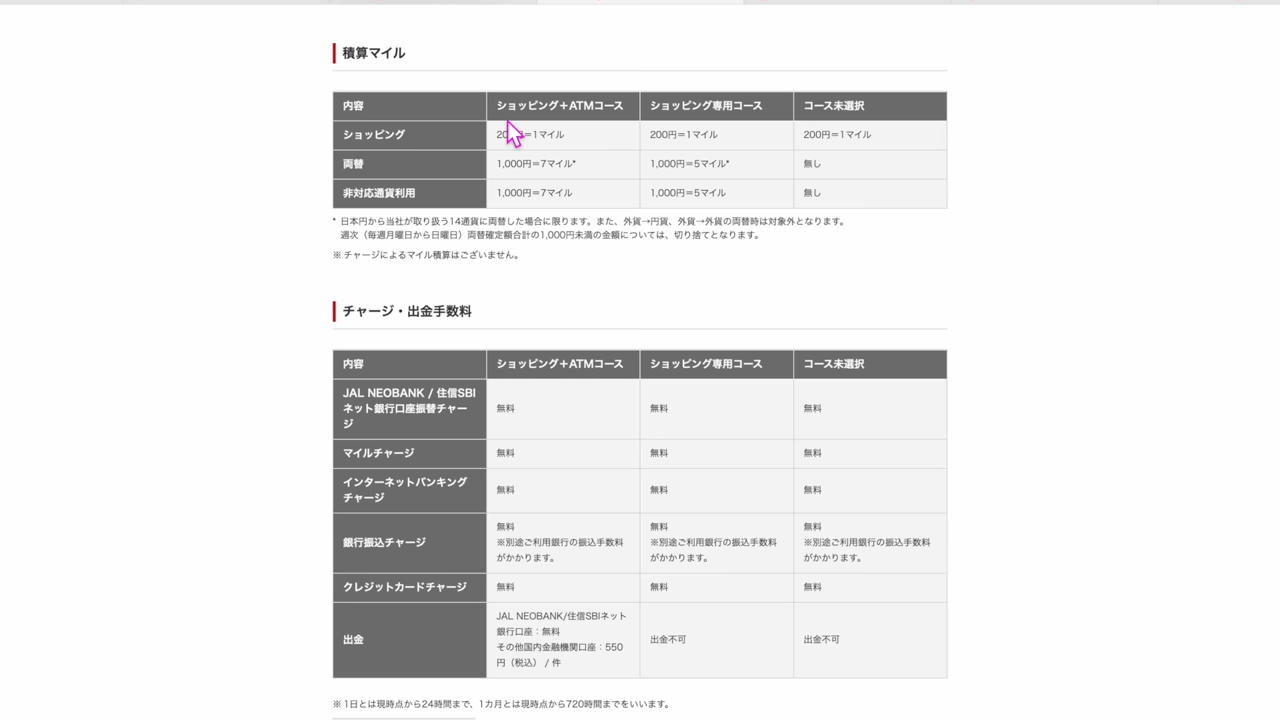 積算マイル
内容 ショッピング＋ATMコース ショッピング専用コース コース未選択
ショッピング 20 円＝1マイル 200円＝1マイル 200円＝1マイル
両替 1,000円＝7マイル* 1,000円＝5マイル* 無し
非対応通貨利用 1,000円＝7マイル 1,000円＝5マイル 無し
* 日本円から当社が取り扱う14通貨に両替した場合に限ります。また、外貨→円貨、外貨→外貨の両替時は対象外となります。
週次（毎週月曜日から日曜日）両替確定額合計の1,000円未満の金額については、切り捨てとなります。
※ チャージによるマイル積算はございません。
チャージ・出金手数料
内容 ショッピング＋ATMコース ショッピング専用コース コース未選択
JAL NEOBANK / 住信SBI
ネット銀行口座振替チャー
ジ
無料 無料 無料
マイルチャージ 無料 無料 無料
インターネットバンキング
チャージ
無料 無料 無料
銀行振込チャージ
無料
※別途ご利用銀行の振込手数料
がかかります。
無料
※別途ご利用銀行の振込手数料
がかかります。
無料
※別途ご利用銀行の振込手数料
がかかります。
クレジットカードチャージ 無料 無料 無料
出金
JAL NEOBANK/住信SBIネット
銀行口座：無料
その他国内金融機関口座：550
円（税込） / 件
出金不可
出金不可
※ 1日とは現時点から24時間まで、1カ月とは現時点から720時間までをいいます。